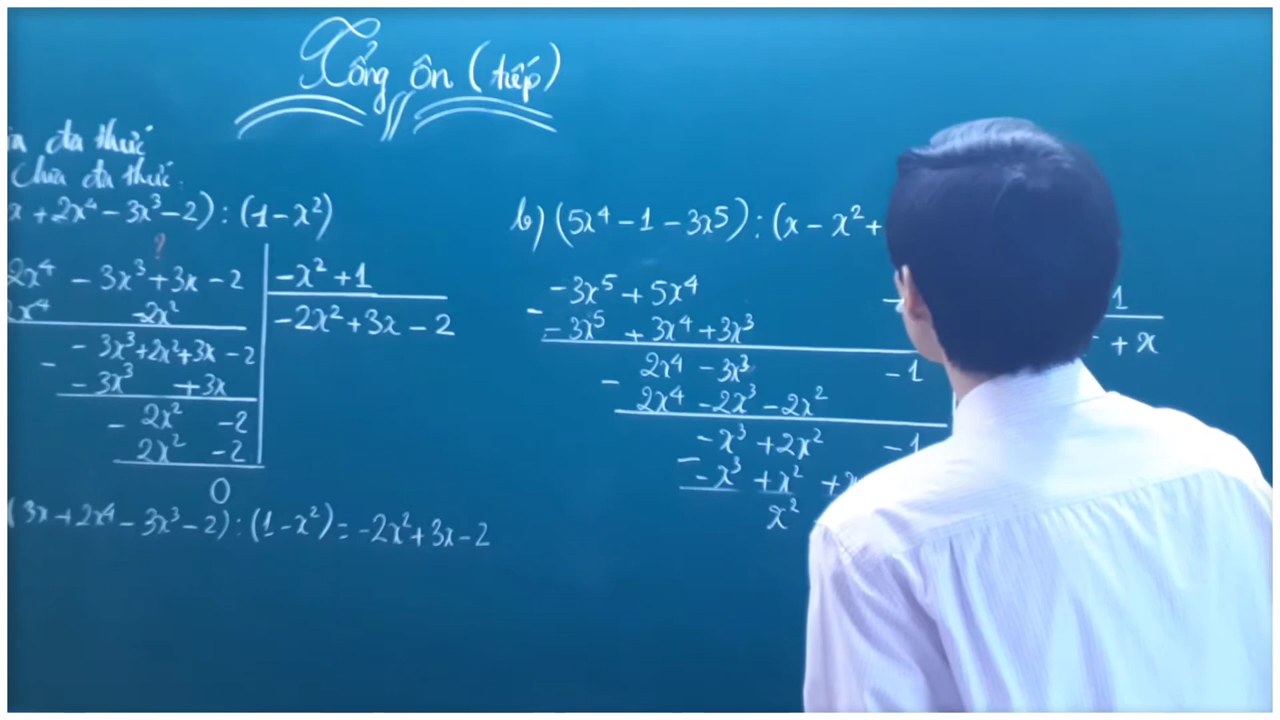 Tổng ôn (tiếp)
đa thức
Chia đa thức.
x + 2x⁴ − 3x³ − 2) : (1 − x²)
2x⁴ − 3x³ + 3x − 2 | −x² + 1
2x⁴ −2x² | −2x² + 3x − 2
− 3x³ + 2x² + 3x − 2
−
− 3x³ + 3x
− 2x² − 2
2x² − 2
0
(3x + 2x⁴ − 3x³ − 2) : (1 − x²) = −2x² + 3x − 2
b) (5x⁴ − 1 − 3x⁵) : (x − x² +
−3x⁵ + 5x⁴ − 1
−
−3x⁵ + 3x⁴ + 3x³ + x
2x⁴ − 3x³ − 1
−
2x⁴ − 2x³ − 2x²
−x³ + 2x² − 1
−
−x³ + x² +
x²